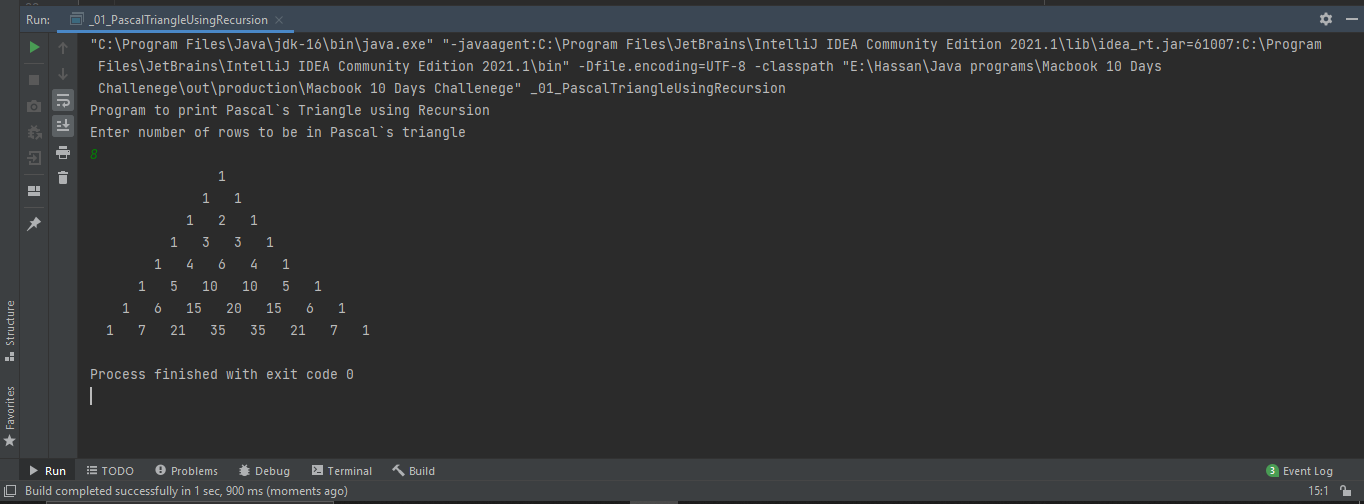 Run: _01_PascalTriangleUsingRecursion
"C:\Program Files\Java\jdk-16\bin\java.exe" "-javaagent:C:\Program Files\JetBrains\IntelliJ IDEA Community Edition 2021.1\lib\idea_rt.jar=61007:C:\Program
Files\JetBrains\IntelliJ IDEA Community Edition 2021.1\bin" -Dfile.encoding=UTF-8 -classpath "E:\Hassan\Java programs\Macbook 10 Days
Challenege\out\production\Macbook 10 Days Challenege" _01_PascalTriangleUsingRecursion
Program to print Pascal`s Triangle using Recursion
Enter number of rows to be in Pascal`s triangle
8
1
1 1
1 2 1
1 3 3 1
1 4 6 4 1
1 5 10 10 5 1
1 6 15 20 15 6 1
1 7 21 35 35 21 7 1
Process finished with exit code 0
Structure
Favorites
Run TODO Problems Debug Terminal Build 3 Event Log
Build completed successfully in 1 sec, 900 ms (moments ago) 15:1